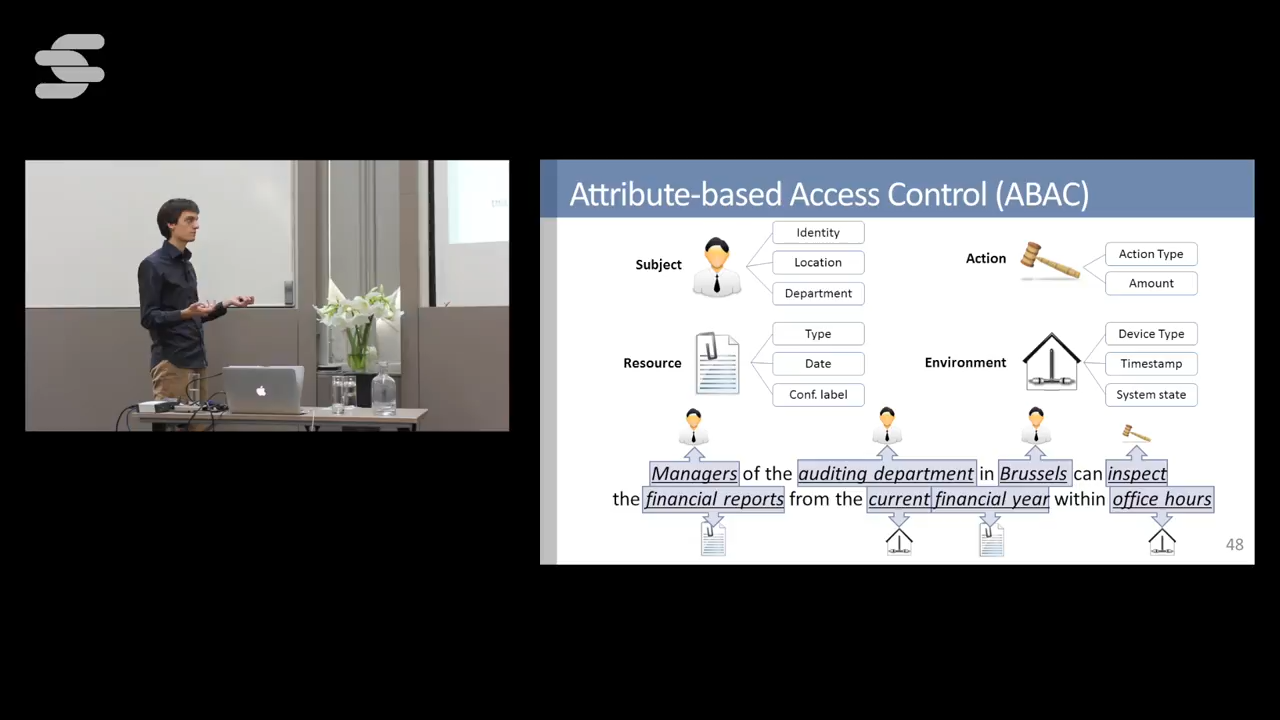 Attribute-based Access Control (ABAC)
Subject
Identity
Location
Department
Action
Action Type
Amount
Resource
Type
Date
Conf. label
Environment
Device Type
Timestamp
System state
Managers of the auditing department in Brussels can inspect
the financial reports from the current financial year within office hours
48